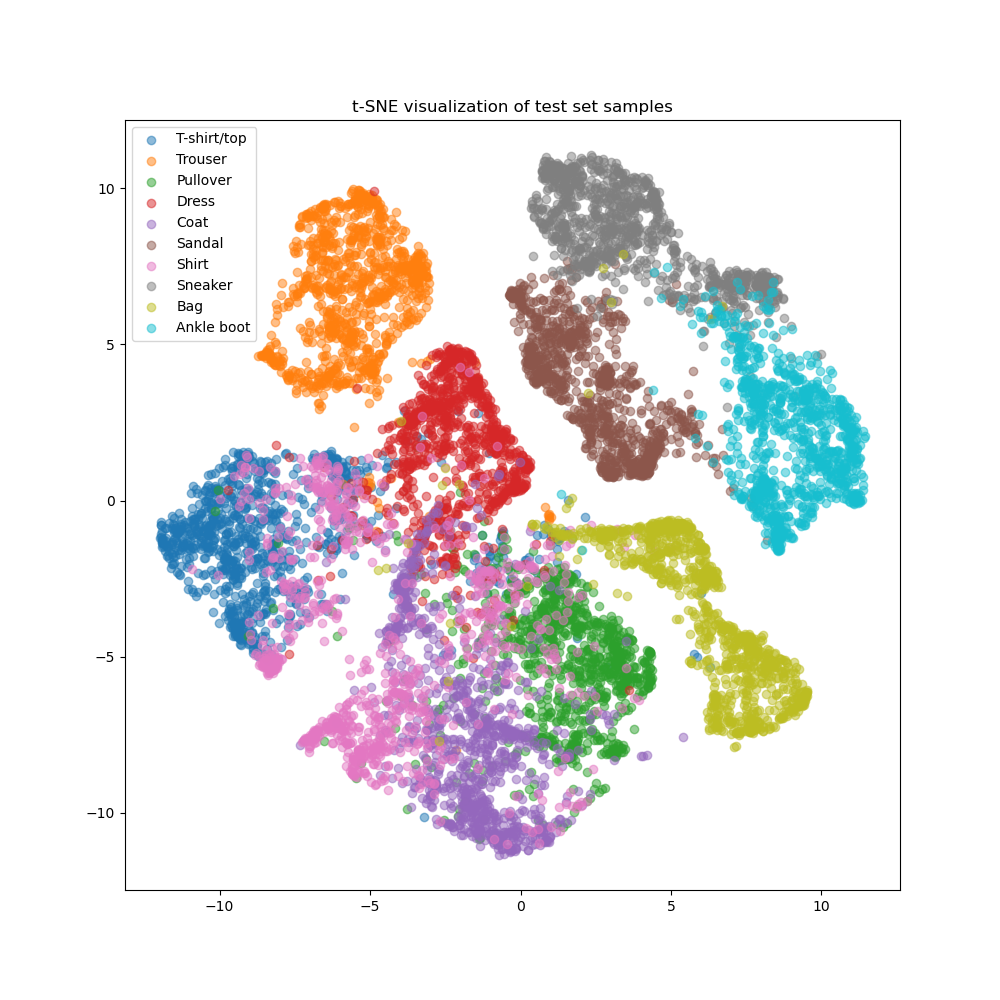 t-SNE visualization of test set samples
T-shirt/top
Trouser
Pullover
Dress
Coat
Sandal
Shirt
Sneaker
Bag
Ankle boot
10
5
0
−5
−10
−10 −5 0 5 10